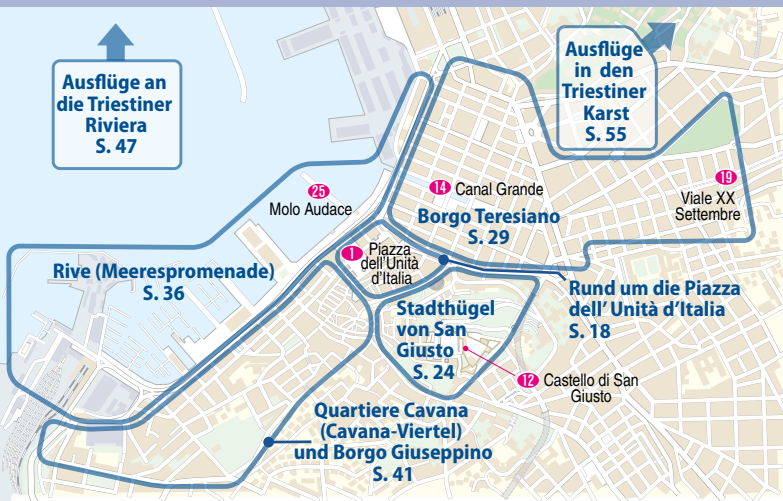 Ausflüge an
die Triestiner
Riviera
S. 47
Ausflüge
in den
Triestiner
Karst
S. 55
25
Molo Audace
14 Canal Grande
19
Viale XX
Settembre
Borgo Teresiano
S. 29
1 Piazza
dell'Unità
d'Italia
Rive (Meerespromenade)
S. 36
Rund um die Piazza
dell' Unità d'Italia
S. 18
Stadthügel
von San
Giusto
S. 24
12 Castello di San
Giusto
Quartiere Cavana
(Cavana-Viertel)
und Borgo Giuseppino
S. 41